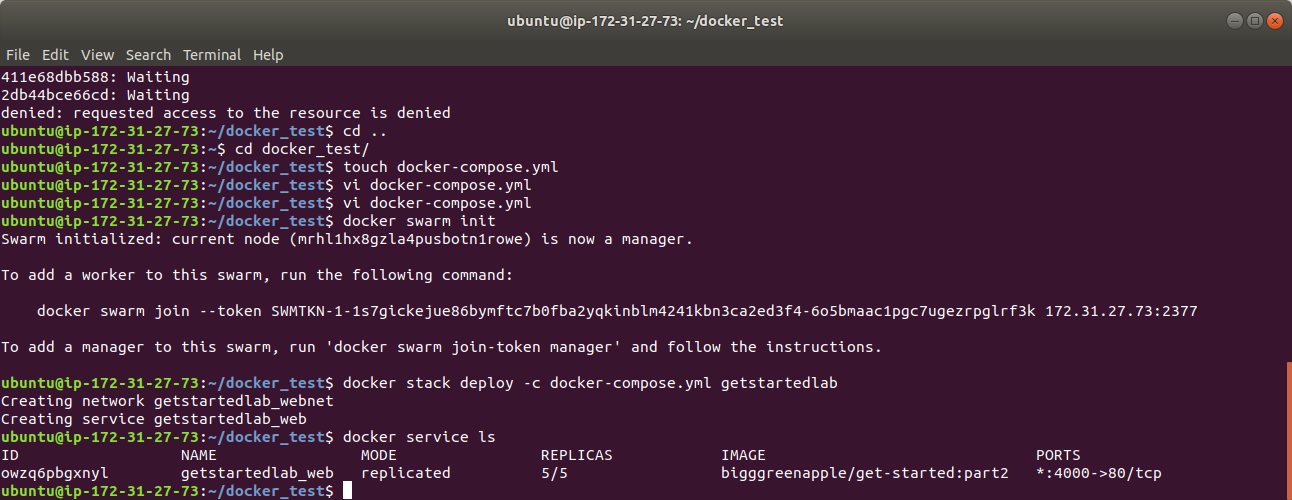 ubuntu@ip-172-31-27-73: ~/docker_test
File Edit View Search Terminal Help
411e68dbb588: Waiting
2db44bce66cd: Waiting
denied: requested access to the resource is denied
ubuntu@ip-172-31-27-73:~/docker_test$ cd ..
ubuntu@ip-172-31-27-73:~$ cd docker_test/
ubuntu@ip-172-31-27-73:~/docker_test$ touch docker-compose.yml
ubuntu@ip-172-31-27-73:~/docker_test$ vi docker-compose.yml
ubuntu@ip-172-31-27-73:~/docker_test$ vi docker-compose.yml
ubuntu@ip-172-31-27-73:~/docker_test$ docker swarm init
Swarm initialized: current node (mrhl1hx8gzla4pusbotn1rowe) is now a manager.
To add a worker to this swarm, run the following command:
docker swarm join --token SWMTKN-1-1s7gickejue86bymftc7b0fba2yqkinblm4241kbn3ca2ed3f4-6o5bmaac1pgc7ugezrpglrf3k 172.31.27.73:2377
To add a manager to this swarm, run 'docker swarm join-token manager' and follow the instructions.
ubuntu@ip-172-31-27-73:~/docker_test$ docker stack deploy -c docker-compose.yml getstartedlab
Creating network getstartedlab_webnet
Creating service getstartedlab_web
ubuntu@ip-172-31-27-73:~/docker_test$ docker service ls
ID NAME MODE REPLICAS IMAGE PORTS
owzq6pbgxnyl getstartedlab_web replicated 5/5 bigggreenapple/get-started:part2 *:4000->80/tcp
ubuntu@ip-172-31-27-73:~/docker_test$